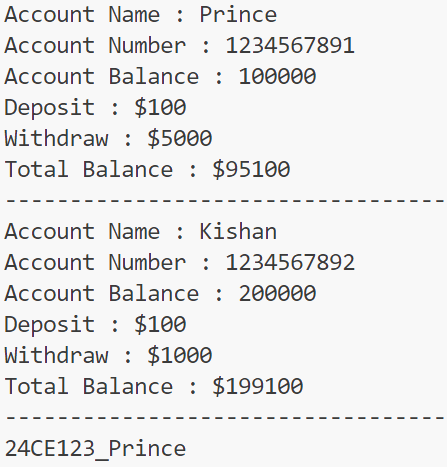 Account Name : Prince
Account Number : 1234567891
Account Balance : 100000
Deposit : $100
Withdraw : $5000
Total Balance : $95100
----------------------------------
Account Name : Kishan
Account Number : 1234567892
Account Balance : 200000
Deposit : $100
Withdraw : $1000
Total Balance : $199100
----------------------------------
24CE123_Prince